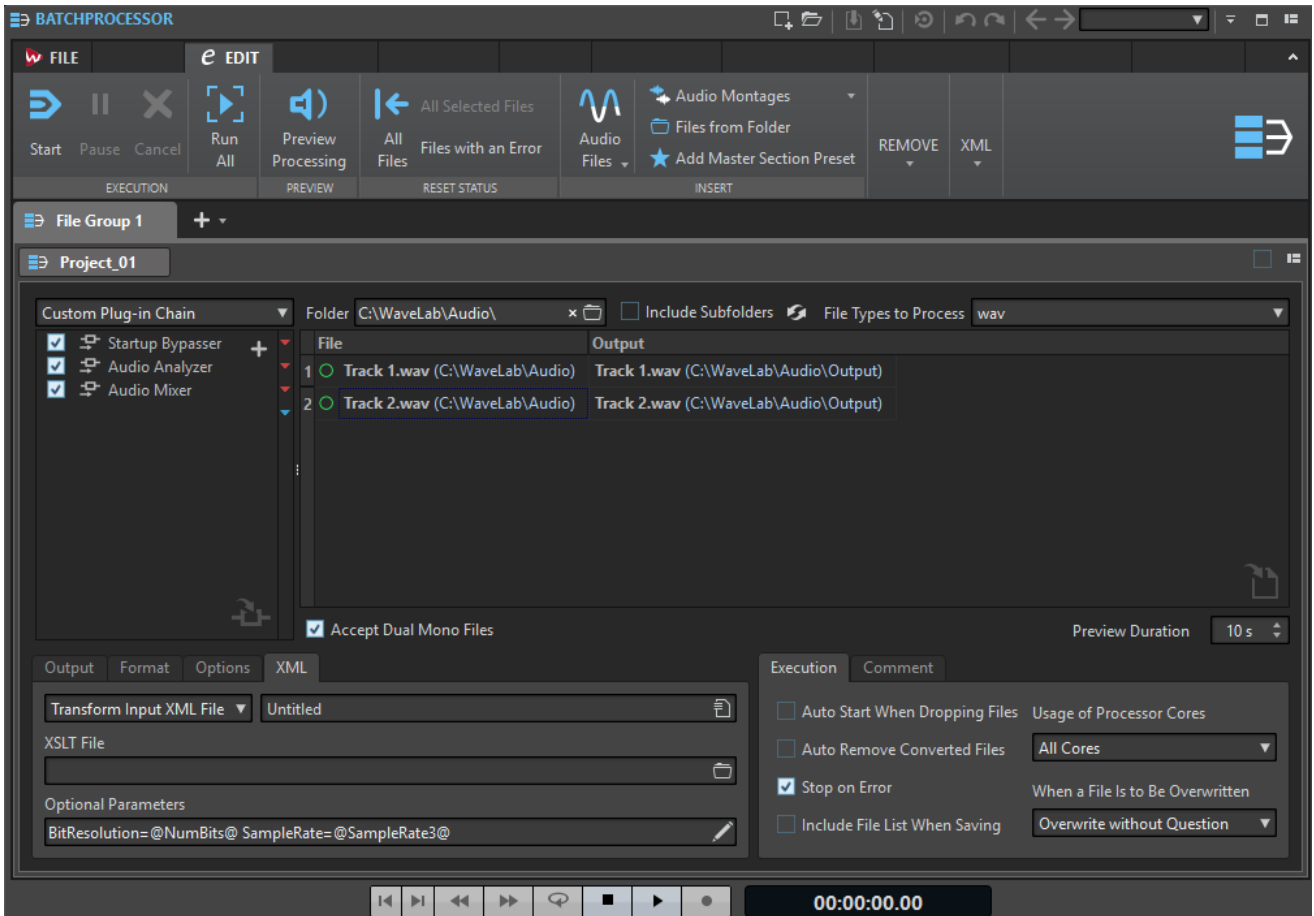 BATCHPROCESSOR
FILE
EDIT
Start
Pause
Cancel
Run All
Preview Processing
All Files
All Selected Files
Files with an Error
Audio Files
Audio Montages
Files from Folder
Add Master Section Preset
REMOVE
XML
EXECUTION
PREVIEW
RESET STATUS
INSERT
File Group 1
Project_01
Custom Plug-in Chain
Folder C:\WaveLab\Audio\
Include Subfolders
File Types to Process wav
Startup Bypasser
Audio Analyzer
Audio Mixer
File Output
1 Track 1.wav (C:\WaveLab\Audio) Track 1.wav (C:\WaveLab\Audio\Output)
2 Track 2.wav (C:\WaveLab\Audio) Track 2.wav (C:\WaveLab\Audio\Output)
Accept Dual Mono Files
Preview Duration 10 s
Output Format Options XML
Transform Input XML File Untitled
XSLT File
Optional Parameters
BitResolution=@NumBits@ SampleRate=@SampleRate3@
Execution Comment
Auto Start When Dropping Files
Auto Remove Converted Files
Stop on Error
Include File List When Saving
Usage of Processor Cores
All Cores
When a File Is to Be Overwritten
Overwrite without Question
00:00:00.00